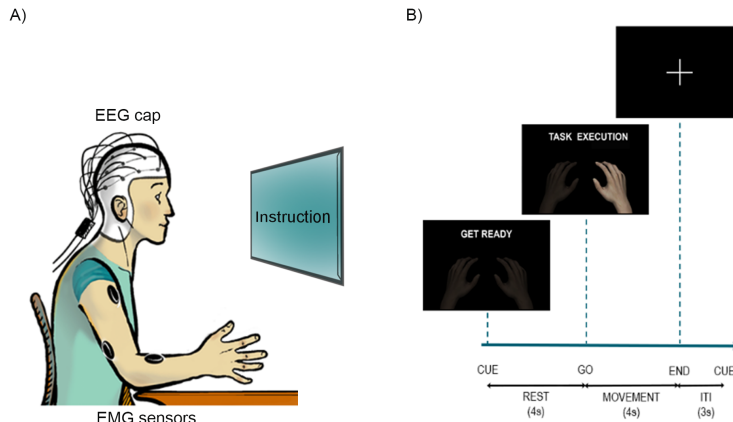 A)
EEG cap
Instruction
EMG sensors
B)
TASK EXECUTION
GET READY
CUE GO END CUE
REST MOVEMENT ITI
(4s) (4s) (3s)